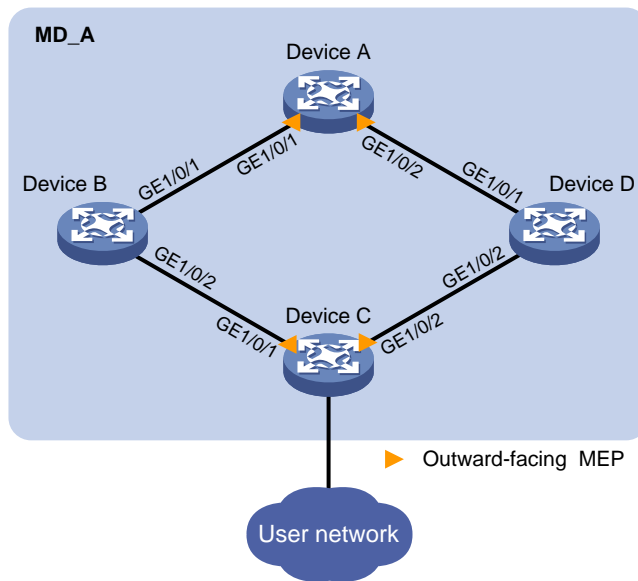 MD_A
Device A
GE1/0/1
GE1/0/1
GE1/0/2
GE1/0/1
Device B
Device D
GE1/0/2
GE1/0/1
Device C
GE1/0/2
GE1/0/2
Outward-facing MEP
User network